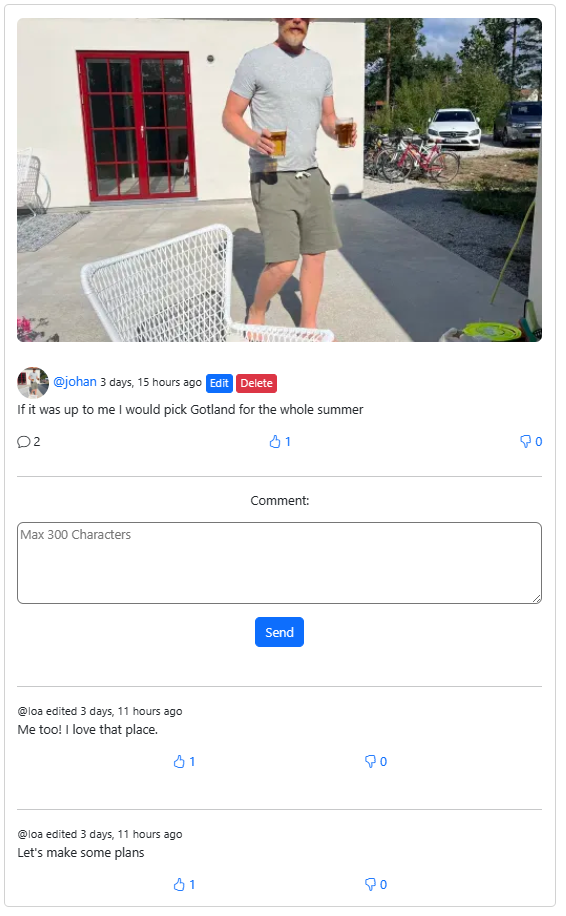 @johan 3 days, 15 hours ago Edit Delete
If it was up to me I would pick Gotland for the whole summer
2 1 0
Comment:
Max 300 Characters
Send
@loa edited 3 days, 11 hours ago
Me too! I love that place.
1 0
@loa edited 3 days, 11 hours ago
Let's make some plans
1 0